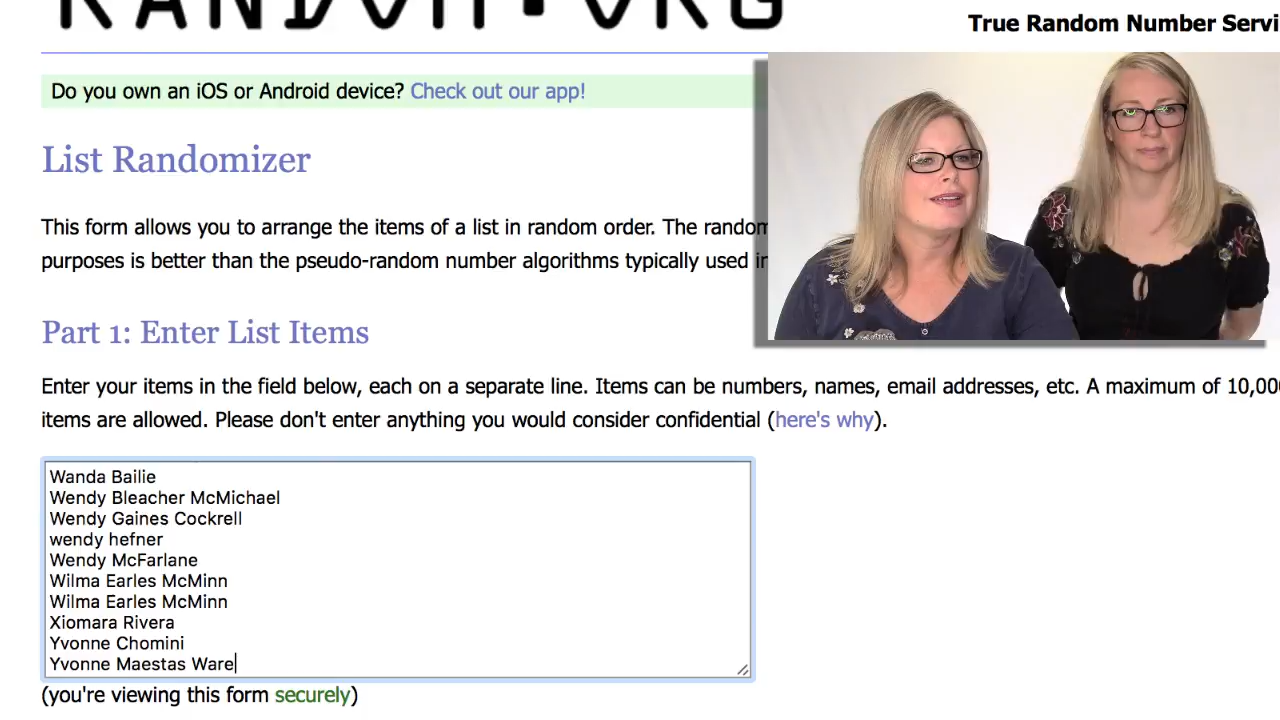 RANDOM.ORG
True Random Number Servi
Do you own an iOS or Android device? Check out our app!
List Randomizer
This form allows you to arrange the items of a list in random order. The random
purposes is better than the pseudo-random number algorithms typically used in
Part 1: Enter List Items
Enter your items in the field below, each on a separate line. Items can be numbers, names, email addresses, etc. A maximum of 10,000
items are allowed. Please don't enter anything you would consider confidential (here's why).
Wanda Bailie
Wendy Bleacher McMichael
Wendy Gaines Cockrell
wendy hefner
Wendy McFarlane
Wilma Earles McMinn
Wilma Earles McMinn
Xiomara Rivera
Yvonne Chomini
Yvonne Maestas Ware
(you're viewing this form securely)